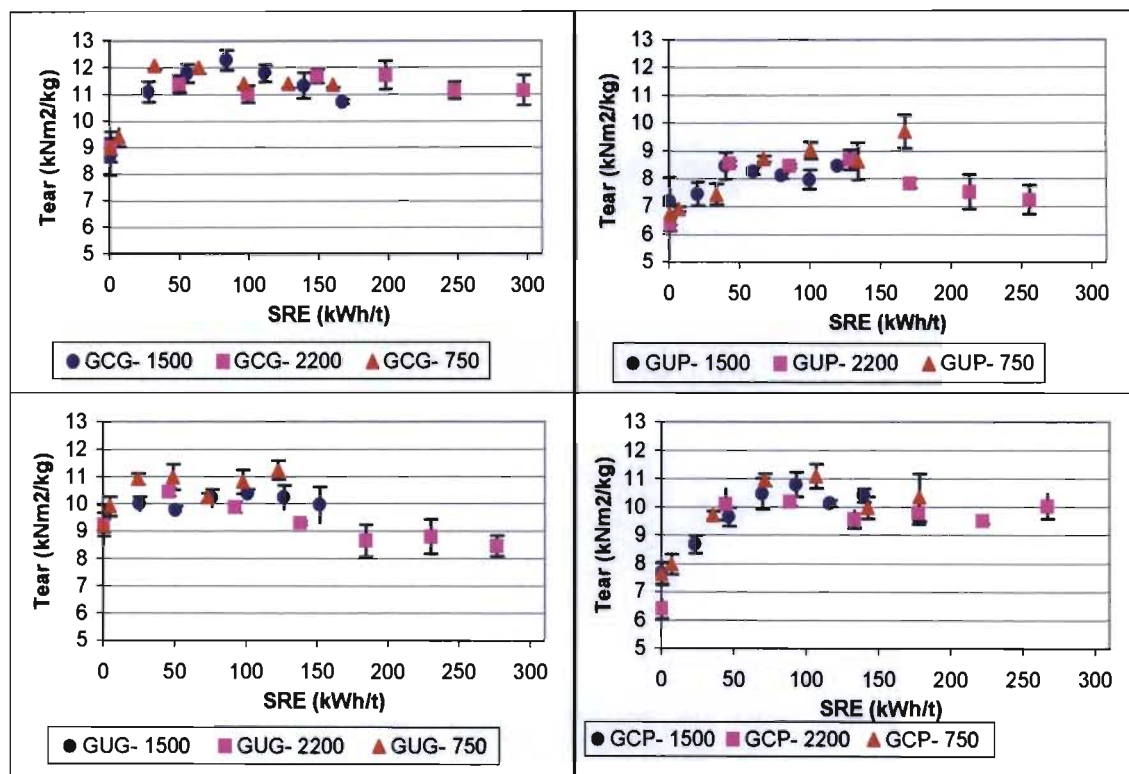 13
12
11
10
9
8
7
6
5
Tear (kNm2/kg)
0 50 100 150 200 250 300
SRE (kWh/t)
GCG- 1500 GCG- 2200 GCG- 750
13
12
11
10
9
8
7
6
5
Tear (kNm2/kg)
0 50 100 150 200 250 300
SRE (kWh/t)
GUP- 1500 GUP- 2200 GUP- 750
13
12
11
10
9
8
7
6
5
Tear (kNm2/kg)
0 50 100 150 200 250 300
SRE (kWh/t)
GUG- 1500 GUG- 2200 GUG- 750
13
12
11
10
9
8
7
6
5
Tear (kNm2/kg)
0 50 100 150 200 250 300
SRE (kWh/t)
GCP- 1500 GCP- 2200 GCP- 750